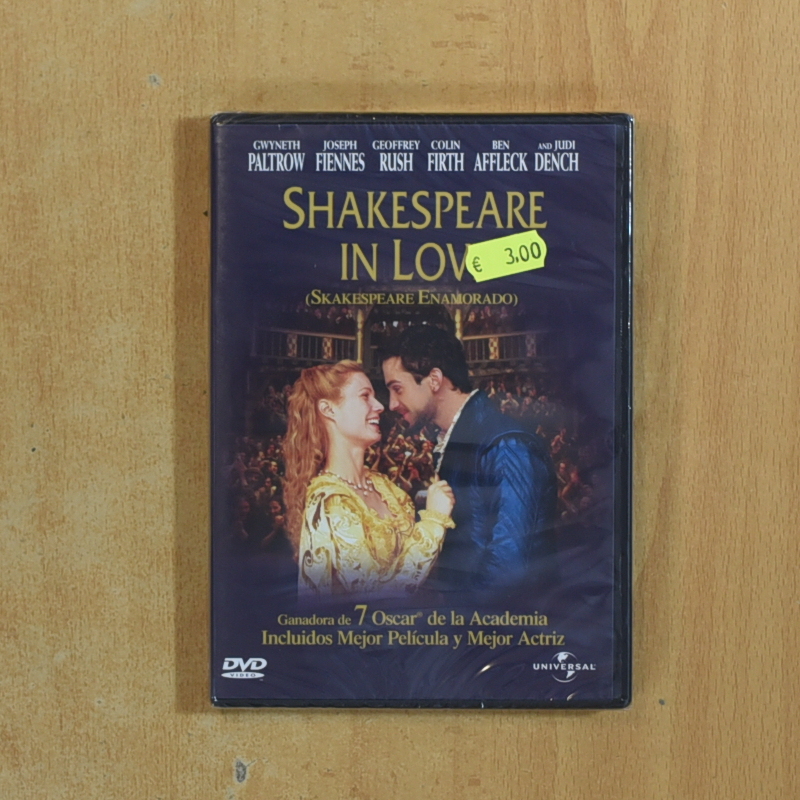 GWYNETH PALTROW JOSEPH FIENNES GEOFFREY RUSH COLIN FIRTH BEN AFFLECK AND JUDI DENCH
SHAKESPEARE
IN LOV
€ 3.00
(SKAKESPEARE ENAMORADO)
Ganadora de 7 Oscar® de la Academia
Incluidos Mejor Película y Mejor Actriz
DVD
VIDEO
UNIVERSAL